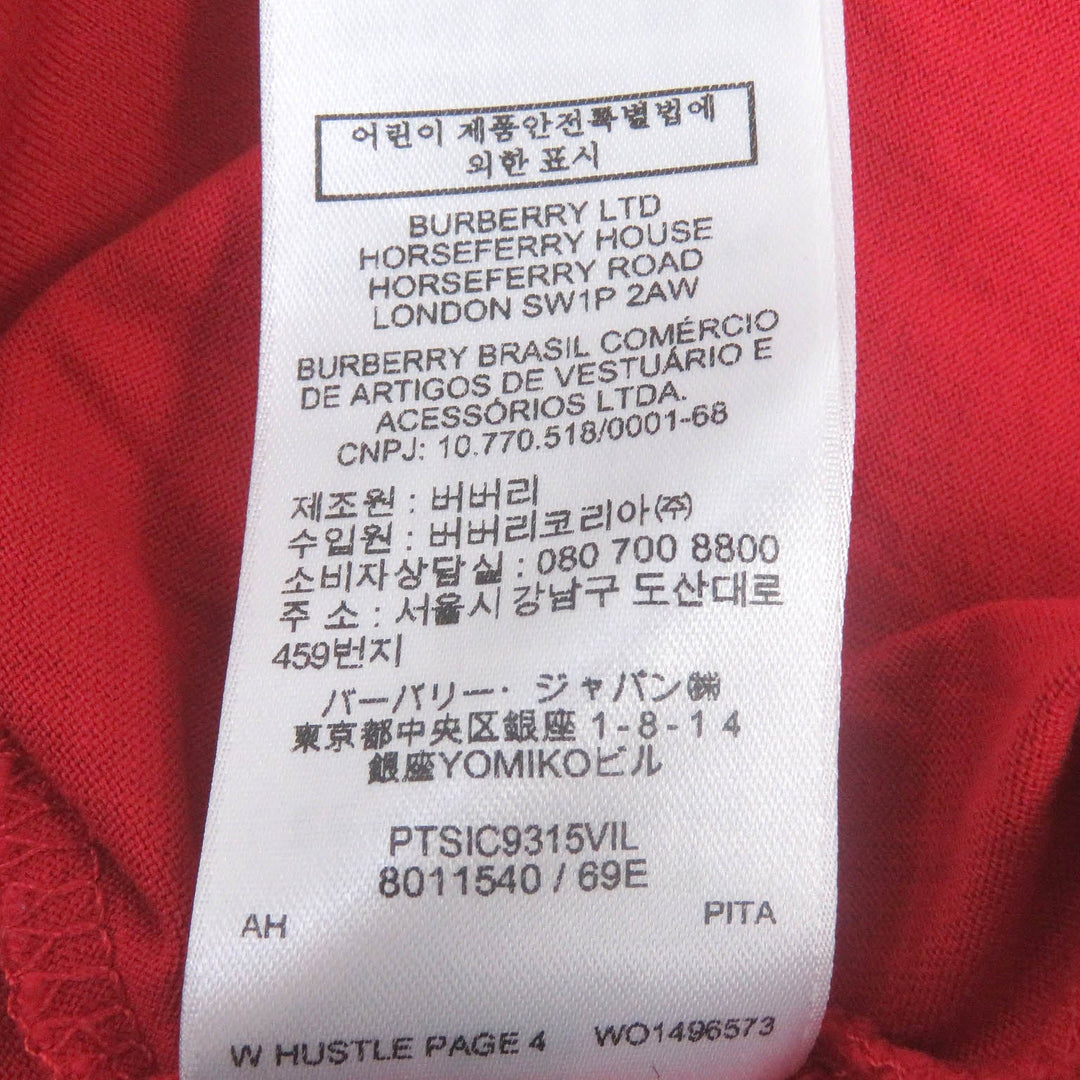 어린이 제품안전특별법에
외한 표시
BURBERRY LTD
HORSEFERRY HOUSE
HORSEFERRY ROAD
LONDON SW1P 2AW
BURBERRY BRASIL COMÉRCIO
DE ARTIGOS DE VESTUÁRIO E
ACESSÓRIOS LTDA.
CNPJ: 10.770.518/0001-68
제조원 : 버버리
수입원 : 버버리코리아㈜
소비자상담실 : 080 700 8800
주 소 : 서울시 강남구 도산대로
459번지
バーバリー・ジャパン㈱
東京都中央区銀座 1-8-14
銀座YOMIKOビル
PTSIC9315VIL
8011540 / 69E
AH PITA
W HUSTLE PAGE 4 WO1496573